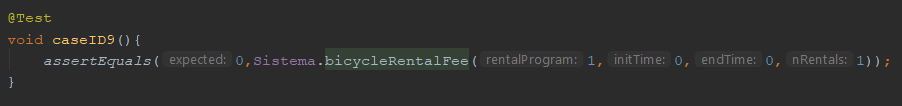 @Test
void caseID9(){
assertEquals( expected: 0,Sistema.bicycleRentalFee( rentalProgram: 1, initTime: 0, endTime: 0, nRentals: 1));
}